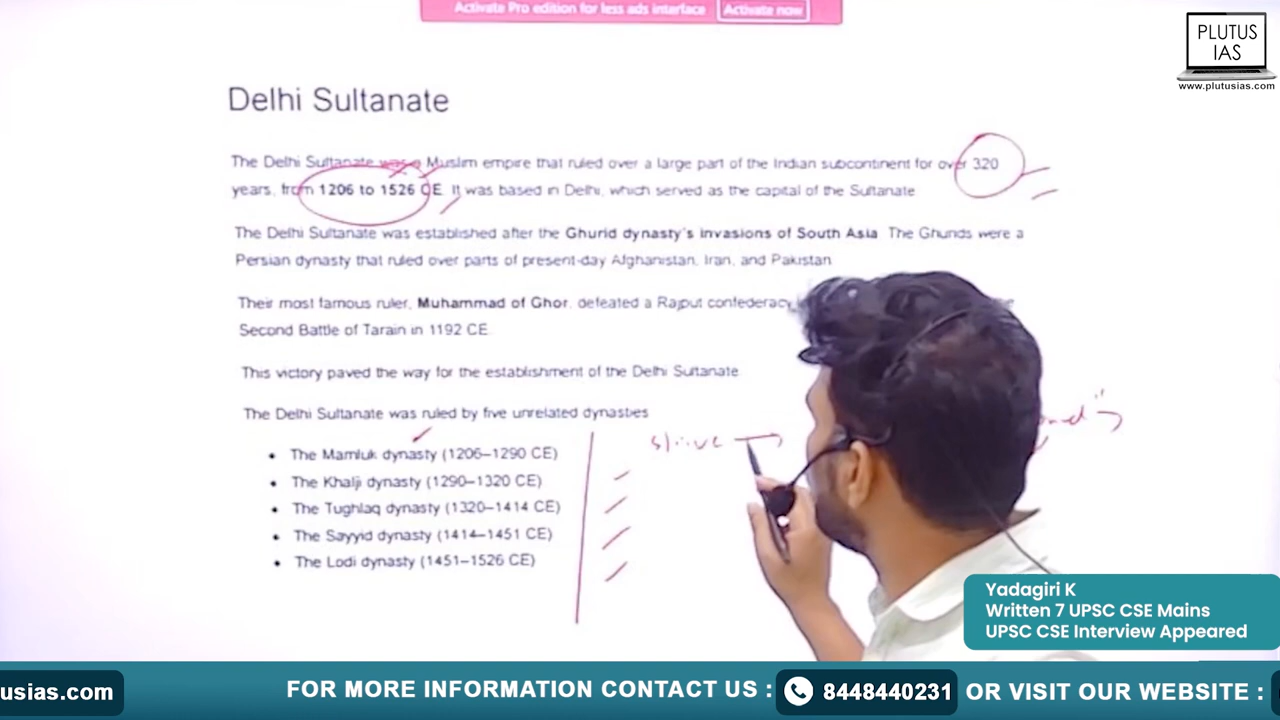 Activate Pro edition for less ads interface Activate now
PLUTUS
IAS
www.plutusias.com
Delhi Sultanate
The Delhi Sultanate was a Muslim empire that ruled over a large part of the Indian subcontinent for over 320
years, from 1206 to 1526 CE. It was based in Delhi, which served as the capital of the Sultanate
The Delhi Sultanate was established after the Ghurid dynasty's invasions of South Asia The Ghurids were a
Persian dynasty that ruled over parts of present-day Afghanistan, Iran, and Pakistan
Their most famous ruler, Muhammad of Ghor, defeated a Rajput confederacy
Second Battle of Tarain in 1192 CE.
This victory paved the way for the establishment of the Delhi Sultanate
The Delhi Sultanate was ruled by five unrelated dynasties
• The Mamluk dynasty (1206–1290 CE)
• The Khalji dynasty (1290–1320 CE)
• The Tughlaq dynasty (1320–1414 CE)
• The Sayyid dynasty (1414–1451 CE)
• The Lodi dynasty (1451–1526 CE)
Yadagiri K
Written 7 UPSC CSE Mains
UPSC CSE Interview Appeared
usias.com FOR MORE INFORMATION CONTACT US : 8448440231 OR VISIT OUR WEBSITE :